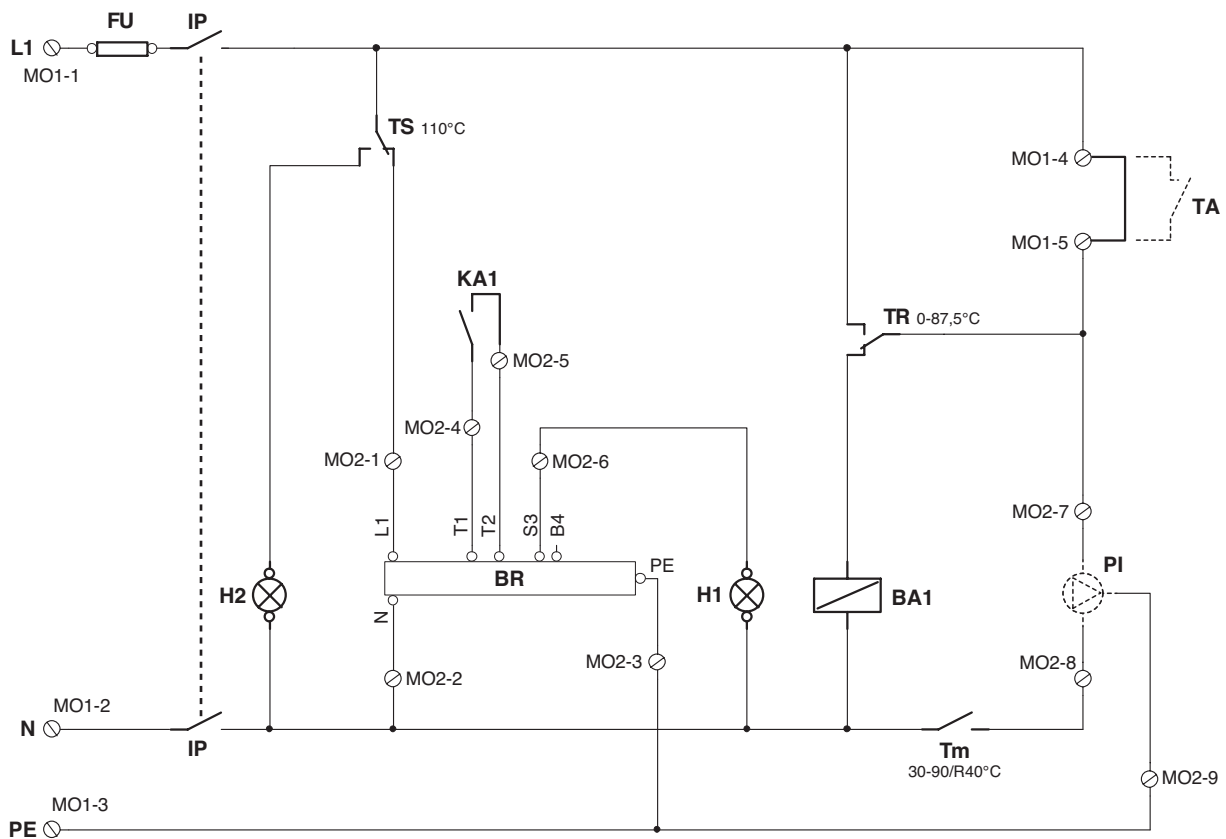 FU
IP
L1
MO1-1
TS 110°C
MO1-4
TA
MO1-5
KA1
TR 0-87,5°C
MO2-5
MO2-4
MO2-1
MO2-6
MO2-7
L1
T1
T2
S3
B4
PE
PI
H2
BR
H1
BA1
N
MO2-3
MO2-8
MO2-2
MO1-2
N
IP
Tm
30-90/R40°C
MO2-9
MO1-3
PE